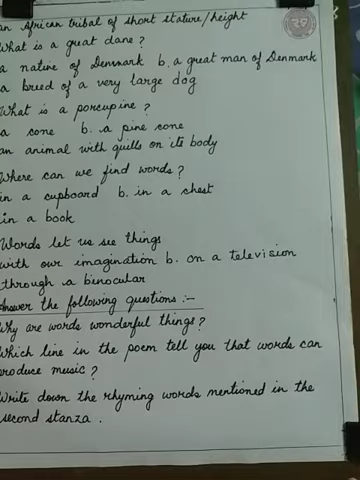 an African tribal of short stature/height
What is a great dane?
a native of Denmark b. a great man of Denmark
a breed of a very large dog
What is a porcupine?
a cone b. a pine cone
an animal with quills on its body
Where can we find words?
in a cupboard b. in a chest
in a book
Words let us see things
with our imagination b. on a television
through a binocular
Answer the following questions :-
Why are words wonderful things?
Which line in the poem tell you that words can
produce music?
Write down the rhyming words mentioned in the
second stanza.